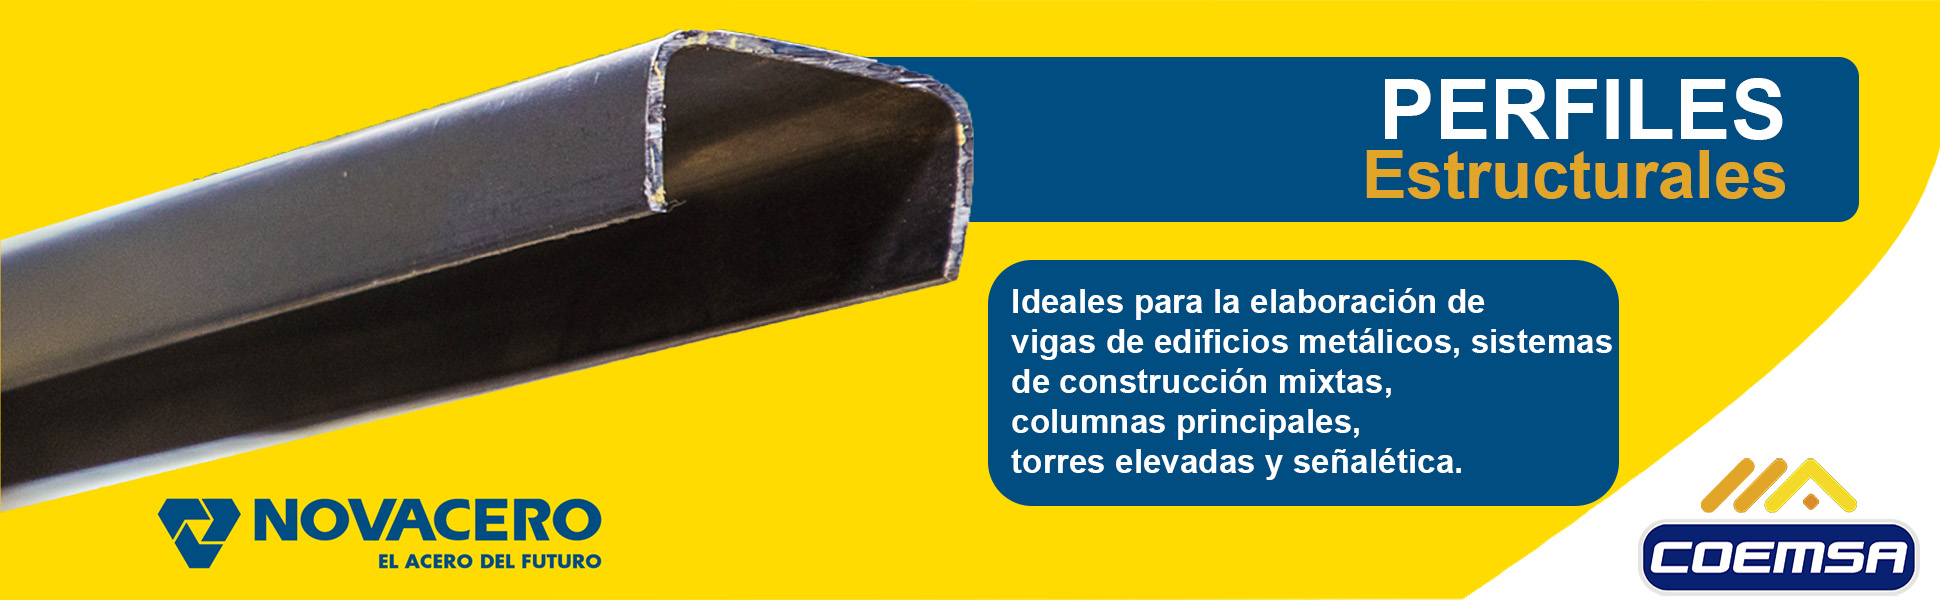 PERFILES
Estructurales
Ideales para la elaboración de
vigas de edificios metálicos, sistemas
de construcción mixtas,
columnas principales,
torres elevadas y señalética.
NOVACERO
EL ACERO DEL FUTURO
COEMSA